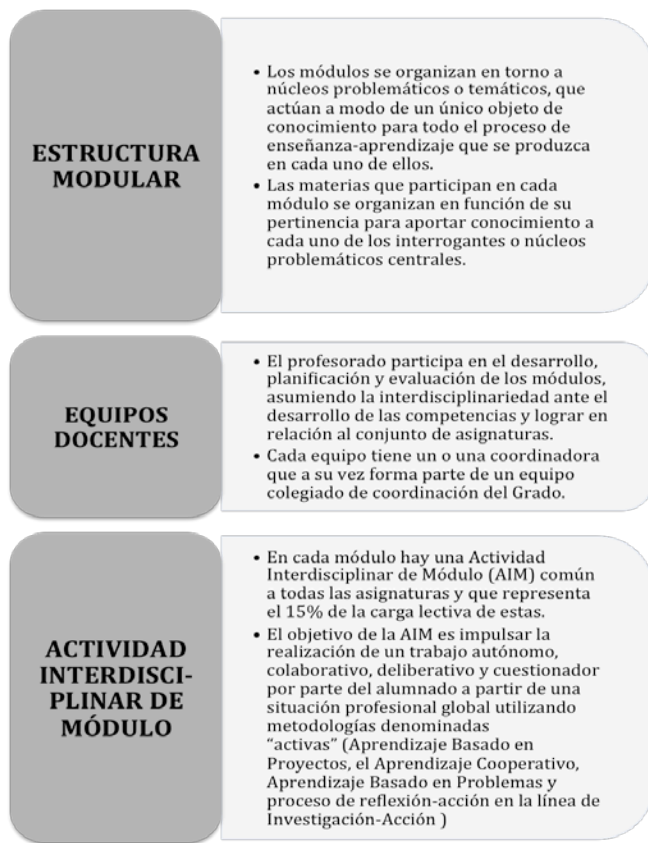 ESTRUCTURA
MODULAR
• Los módulos se organizan en torno a
núcleos problemáticos o temáticos, que
actúan a modo de un único objeto de
conocimiento para todo el proceso de
enseñanza-aprendizaje que se produzca
en cada uno de ellos.
• Las materias que participan en cada
módulo se organizan en función de su
pertinencia para aportar conocimiento a
cada uno de los interrogantes o núcleos
problemáticos centrales.
EQUIPOS
DOCENTES
• El profesorado participa en el desarrollo,
planificación y evaluación de los módulos,
asumiendo la interdisciplinariedad ante el
desarrollo de las competencias y lograr en
relación al conjunto de asignaturas.
• Cada equipo tiene un o una coordinadora
que a su vez forma parte de un equipo
colegiado de coordinación del Grado.
ACTIVIDAD
INTERDISCI-
PLINAR DE
MÓDULO
• En cada módulo hay una Actividad
Interdisciplinar de Módulo (AIM) común
a todas las asignaturas y que representa
el 15% de la carga lectiva de estas.
• El objetivo de la AIM es impulsar la
realización de un trabajo autónomo,
colaborativo, deliberativo y cuestionador
por parte del alumnado a partir de una
situación profesional global utilizando
metodologías denominadas
“activas” (Aprendizaje Basado en
Proyectos, el Aprendizaje Cooperativo,
Aprendizaje Basado en Problemas y
proceso de reflexión-acción en la línea de
Investigación-Acción )